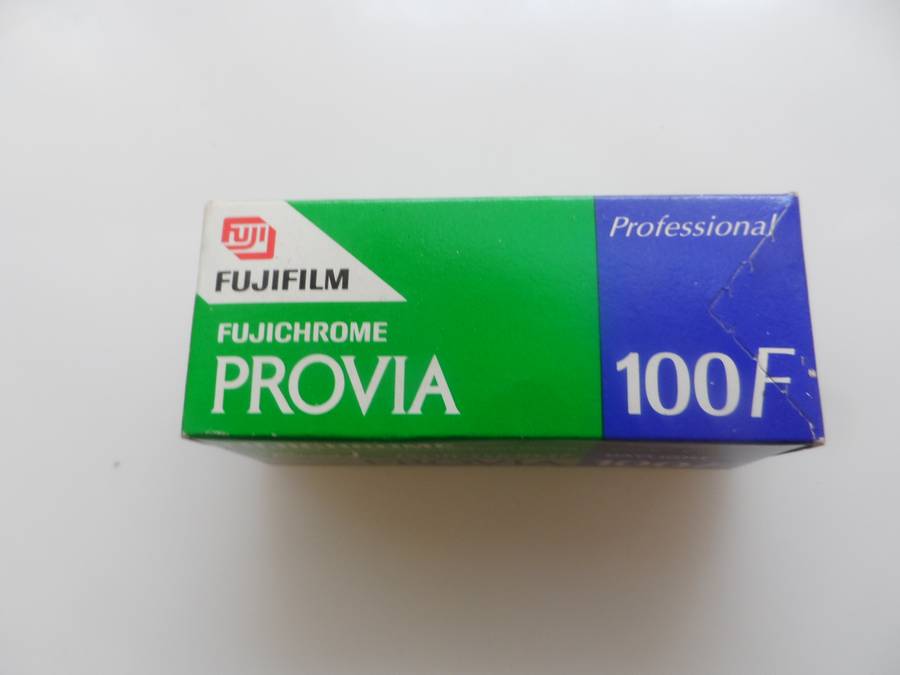 FUJI
FUJIFILM
FUJICHROME
PROVIA
Professional
100F